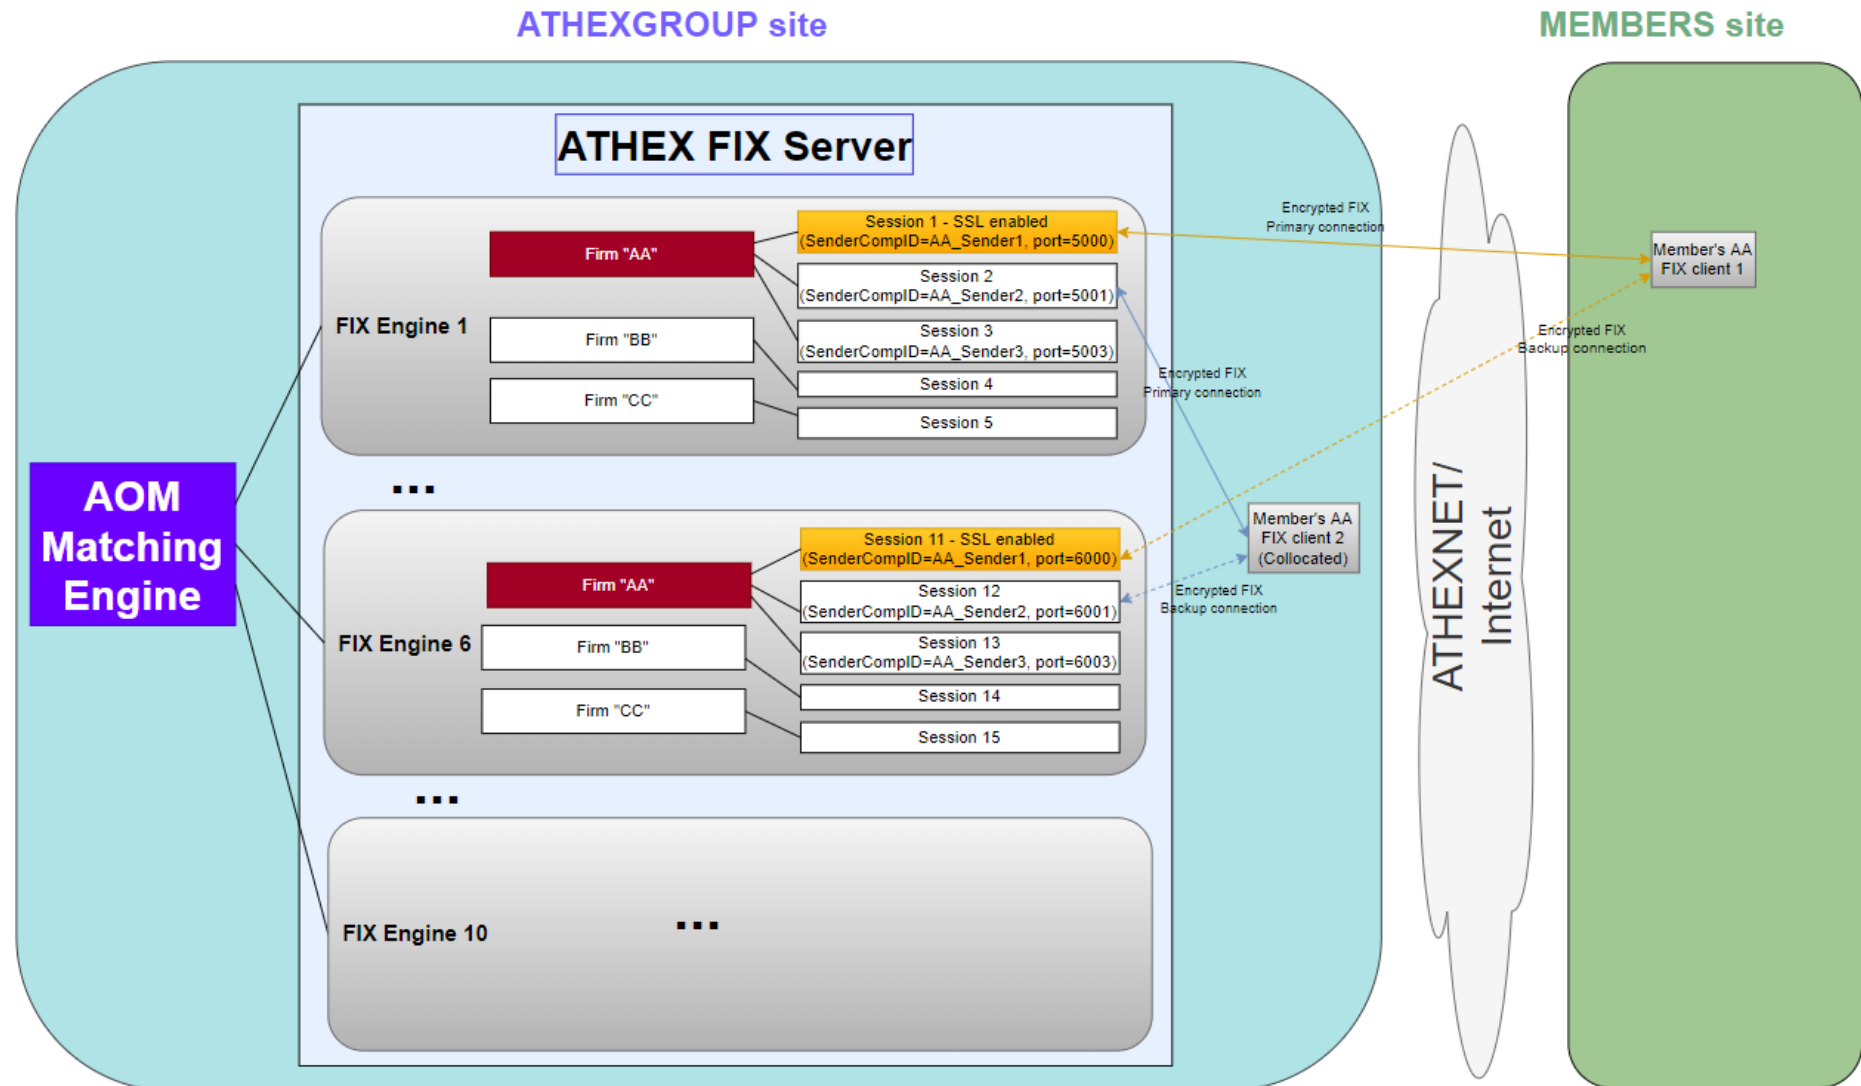 ATHEXGROUP site
MEMBERS site
ATHEX FIX Server
Session 1 - SSL enabled
(SenderCompID=AA_Sender1, port=5000)
Firm "AA"
Session 2
(SenderCompID=AA_Sender2, port=5001)
FIX Engine 1
Firm "BB"
Session 3
(SenderCompID=AA_Sender3, port=5003)
Session 4
Firm "CC"
Session 5
Encrypted FIX
Primary connection
Member's AA
FIX client 1
Encrypted FIX
Backup connection
Encrypted FIX
Primary connection
...
AOM
Matching
Engine
Session 11 - SSL enabled
(SenderCompID=AA_Sender1, port=6000)
Firm "AA"
Session 12
(SenderCompID=AA_Sender2, port=6001)
FIX Engine 6
Firm "BB"
Session 13
(SenderCompID=AA_Sender3, port=6003)
Session 14
Firm "CC"
Session 15
Member's AA
FIX client 2
(Collocated)
Encrypted FIX
Backup connection
ATHEXNET/
Internet
...
FIX Engine 10
...